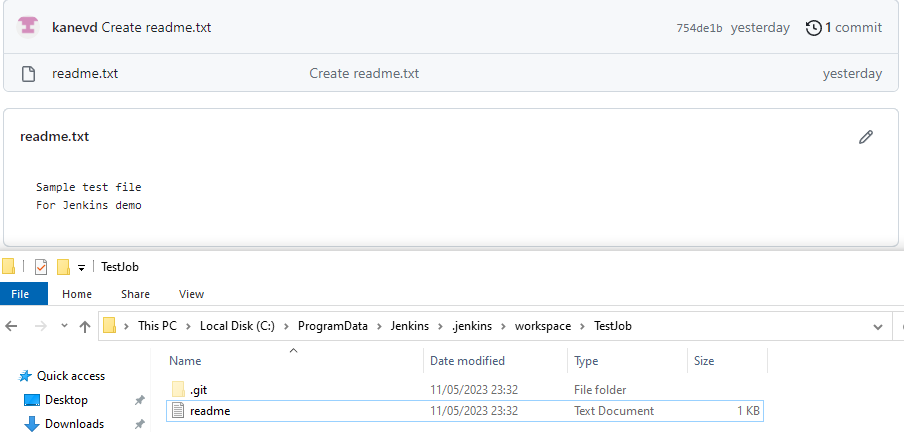 kanevd Create readme.txt 754de1b yesterday 1 commit
readme.txt Create readme.txt yesterday
readme.txt
Sample test file
For Jenkins demo
TestJob
File Home Share View
This PC Local Disk (C:) ProgramData Jenkins .jenkins workspace TestJob
Name Date modified Type Size
Quick access
.git 11/05/2023 23:32 File folder
Desktop
readme 11/05/2023 23:32 Text Document 1 KB
Downloads